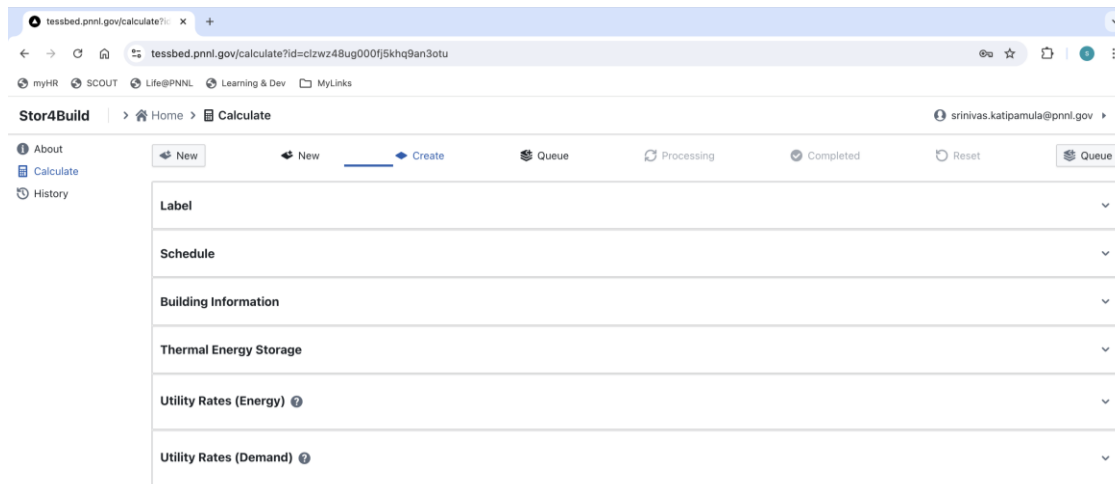 tessbed.pnnl.gov/calculate?id
tessbed.pnnl.gov/calculate?id=clzwz48ug000fj5khq9an3otu
myHR SCOUT Life@PNNL Learning & Dev MyLinks
Stor4Build > Home > Calculate srinivas.katipamula@pnnl.gov
About
Calculate
History
New New Create Queue Processing Completed Reset Queue
Label
Schedule
Building Information
Thermal Energy Storage
Utility Rates (Energy) ?
Utility Rates (Demand) ?